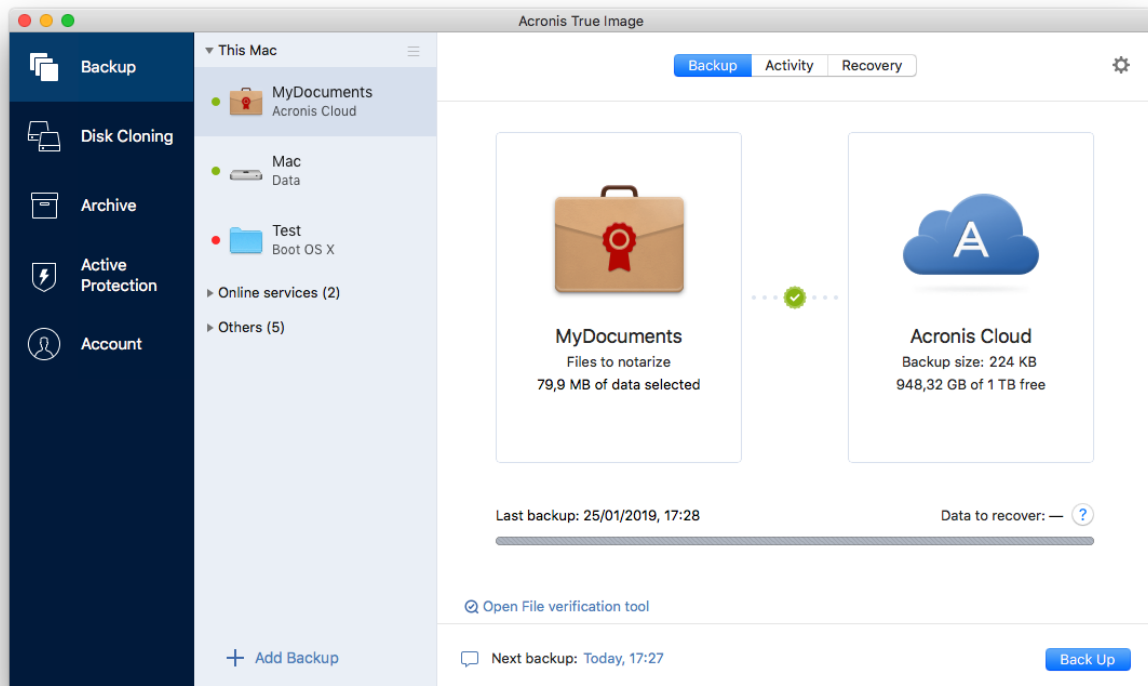 Acronis True Image
Backup
Disk Cloning
Archive
Active
Protection
Account
This Mac
MyDocuments
Acronis Cloud
Mac
Data
Test
Boot OS X
Online services (2)
Others (5)
Add Backup
Backup Activity Recovery
MyDocuments
Files to notarize
79,9 MB of data selected
A
Acronis Cloud
Backup size: 224 KB
948,32 GB of 1 TB free
Last backup: 25/01/2019, 17:28
Data to recover: — ?
Open File verification tool
Next backup: Today, 17:27
Back Up